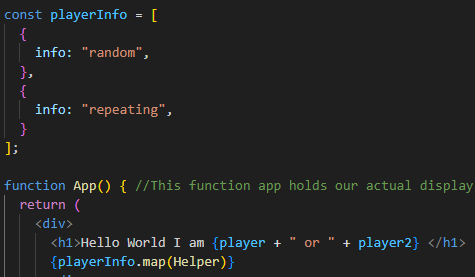 const playerInfo = [
{
info: "random",
},
{
info: "repeating",
}
];
function App() { //This function app holds our actual display
return (
<div>
<h1>Hello World I am {player + " or " + player2} </h1>
{playerInfo.map(Helper)}